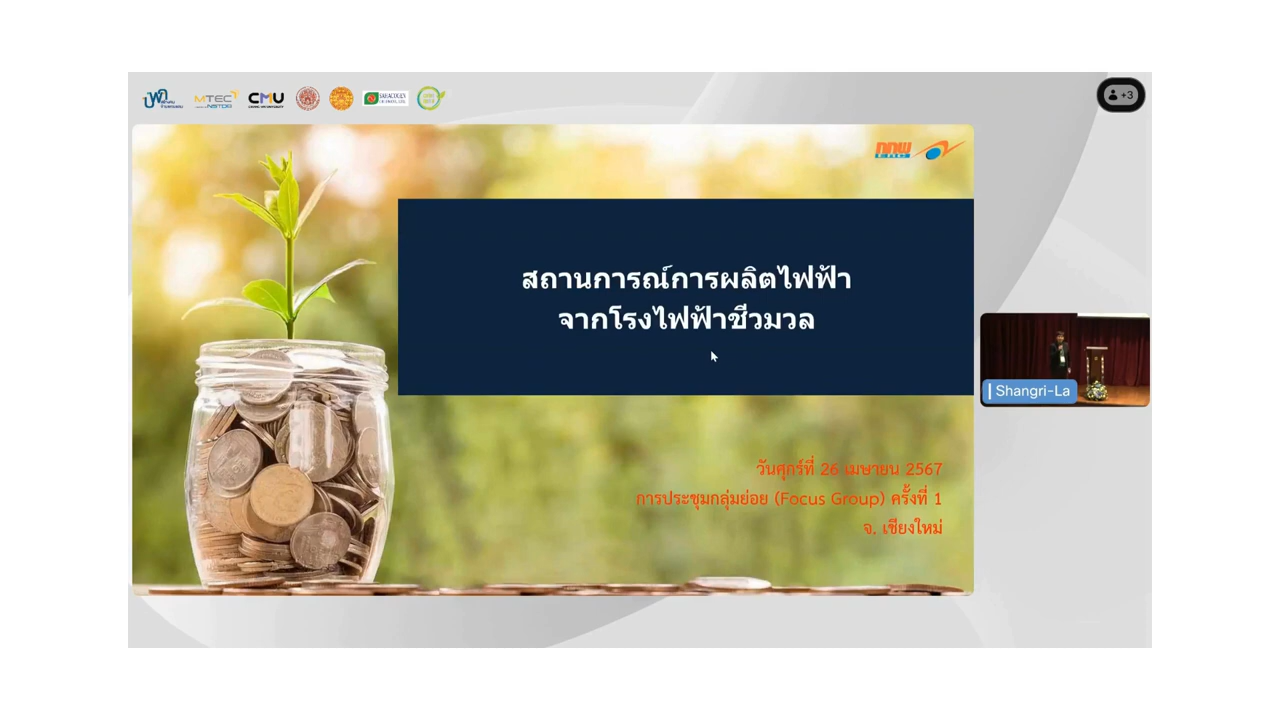 MTEC
NSTDA
CMU
+3
กกพ
สถานการณ์การผลิตไฟฟ้า
จากโรงไฟฟ้าชีวมวล
Shangri-La
วันศุกร์ที่ 26 เมษายน 2567
การประชุมกลุ่มย่อย (Focus Group) ครั้งที่ 1
จ. เชียงใหม่